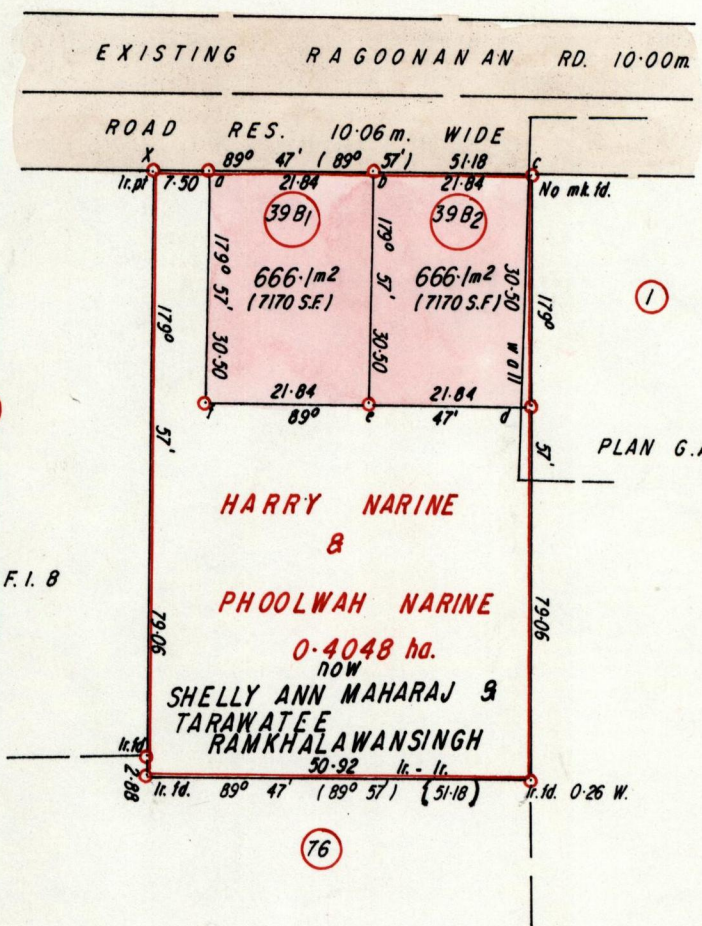 EXISTING RAGOONANAN RD. 10·00m
ROAD RES. 10·06 m. WIDE
X 89° 47' (89° 57') 51·18 c
Ir.pt 7·50 a 21·84 b 21·84 No mk. fd.
39B1 39B2
179° 57' 30·50
666·1m2
(7170 S.F.)
179° 57' 30·50
666·1m2
(7170 S.F.)
30·50 wall
179° 57' 79·06
1
179° 57' 79·06
21·84 21·84
f 89° e 47' d
PLAN G.
HARRY NARINE
&
PHOOLWAH NARINE
0·4048 ha.
now
SHELLY ANN MAHARAJ &
TARAWATEE
RAMKHALAWANSINGH
F.I. 8
Ir.fd
2·88
50·92 Ir. - Ir.
Ir. fd. 89° 47' (89° 57') {51·18} Ir.fd. 0·26 W.
76